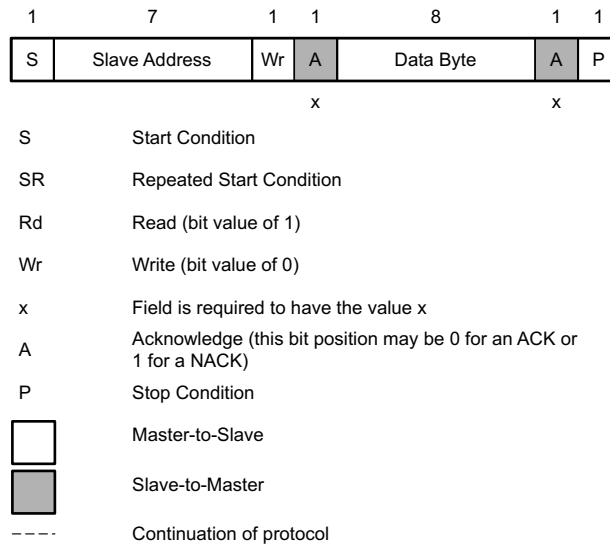 1 7 1 1 8 1 1
S Slave Address Wr A Data Byte A P
x x
S Start Condition
SR Repeated Start Condition
Rd Read (bit value of 1)
Wr Write (bit value of 0)
x Field is required to have the value x
A Acknowledge (this bit position may be 0 for an ACK or
1 for a NACK)
P Stop Condition
Master-to-Slave
Slave-to-Master
Continuation of protocol